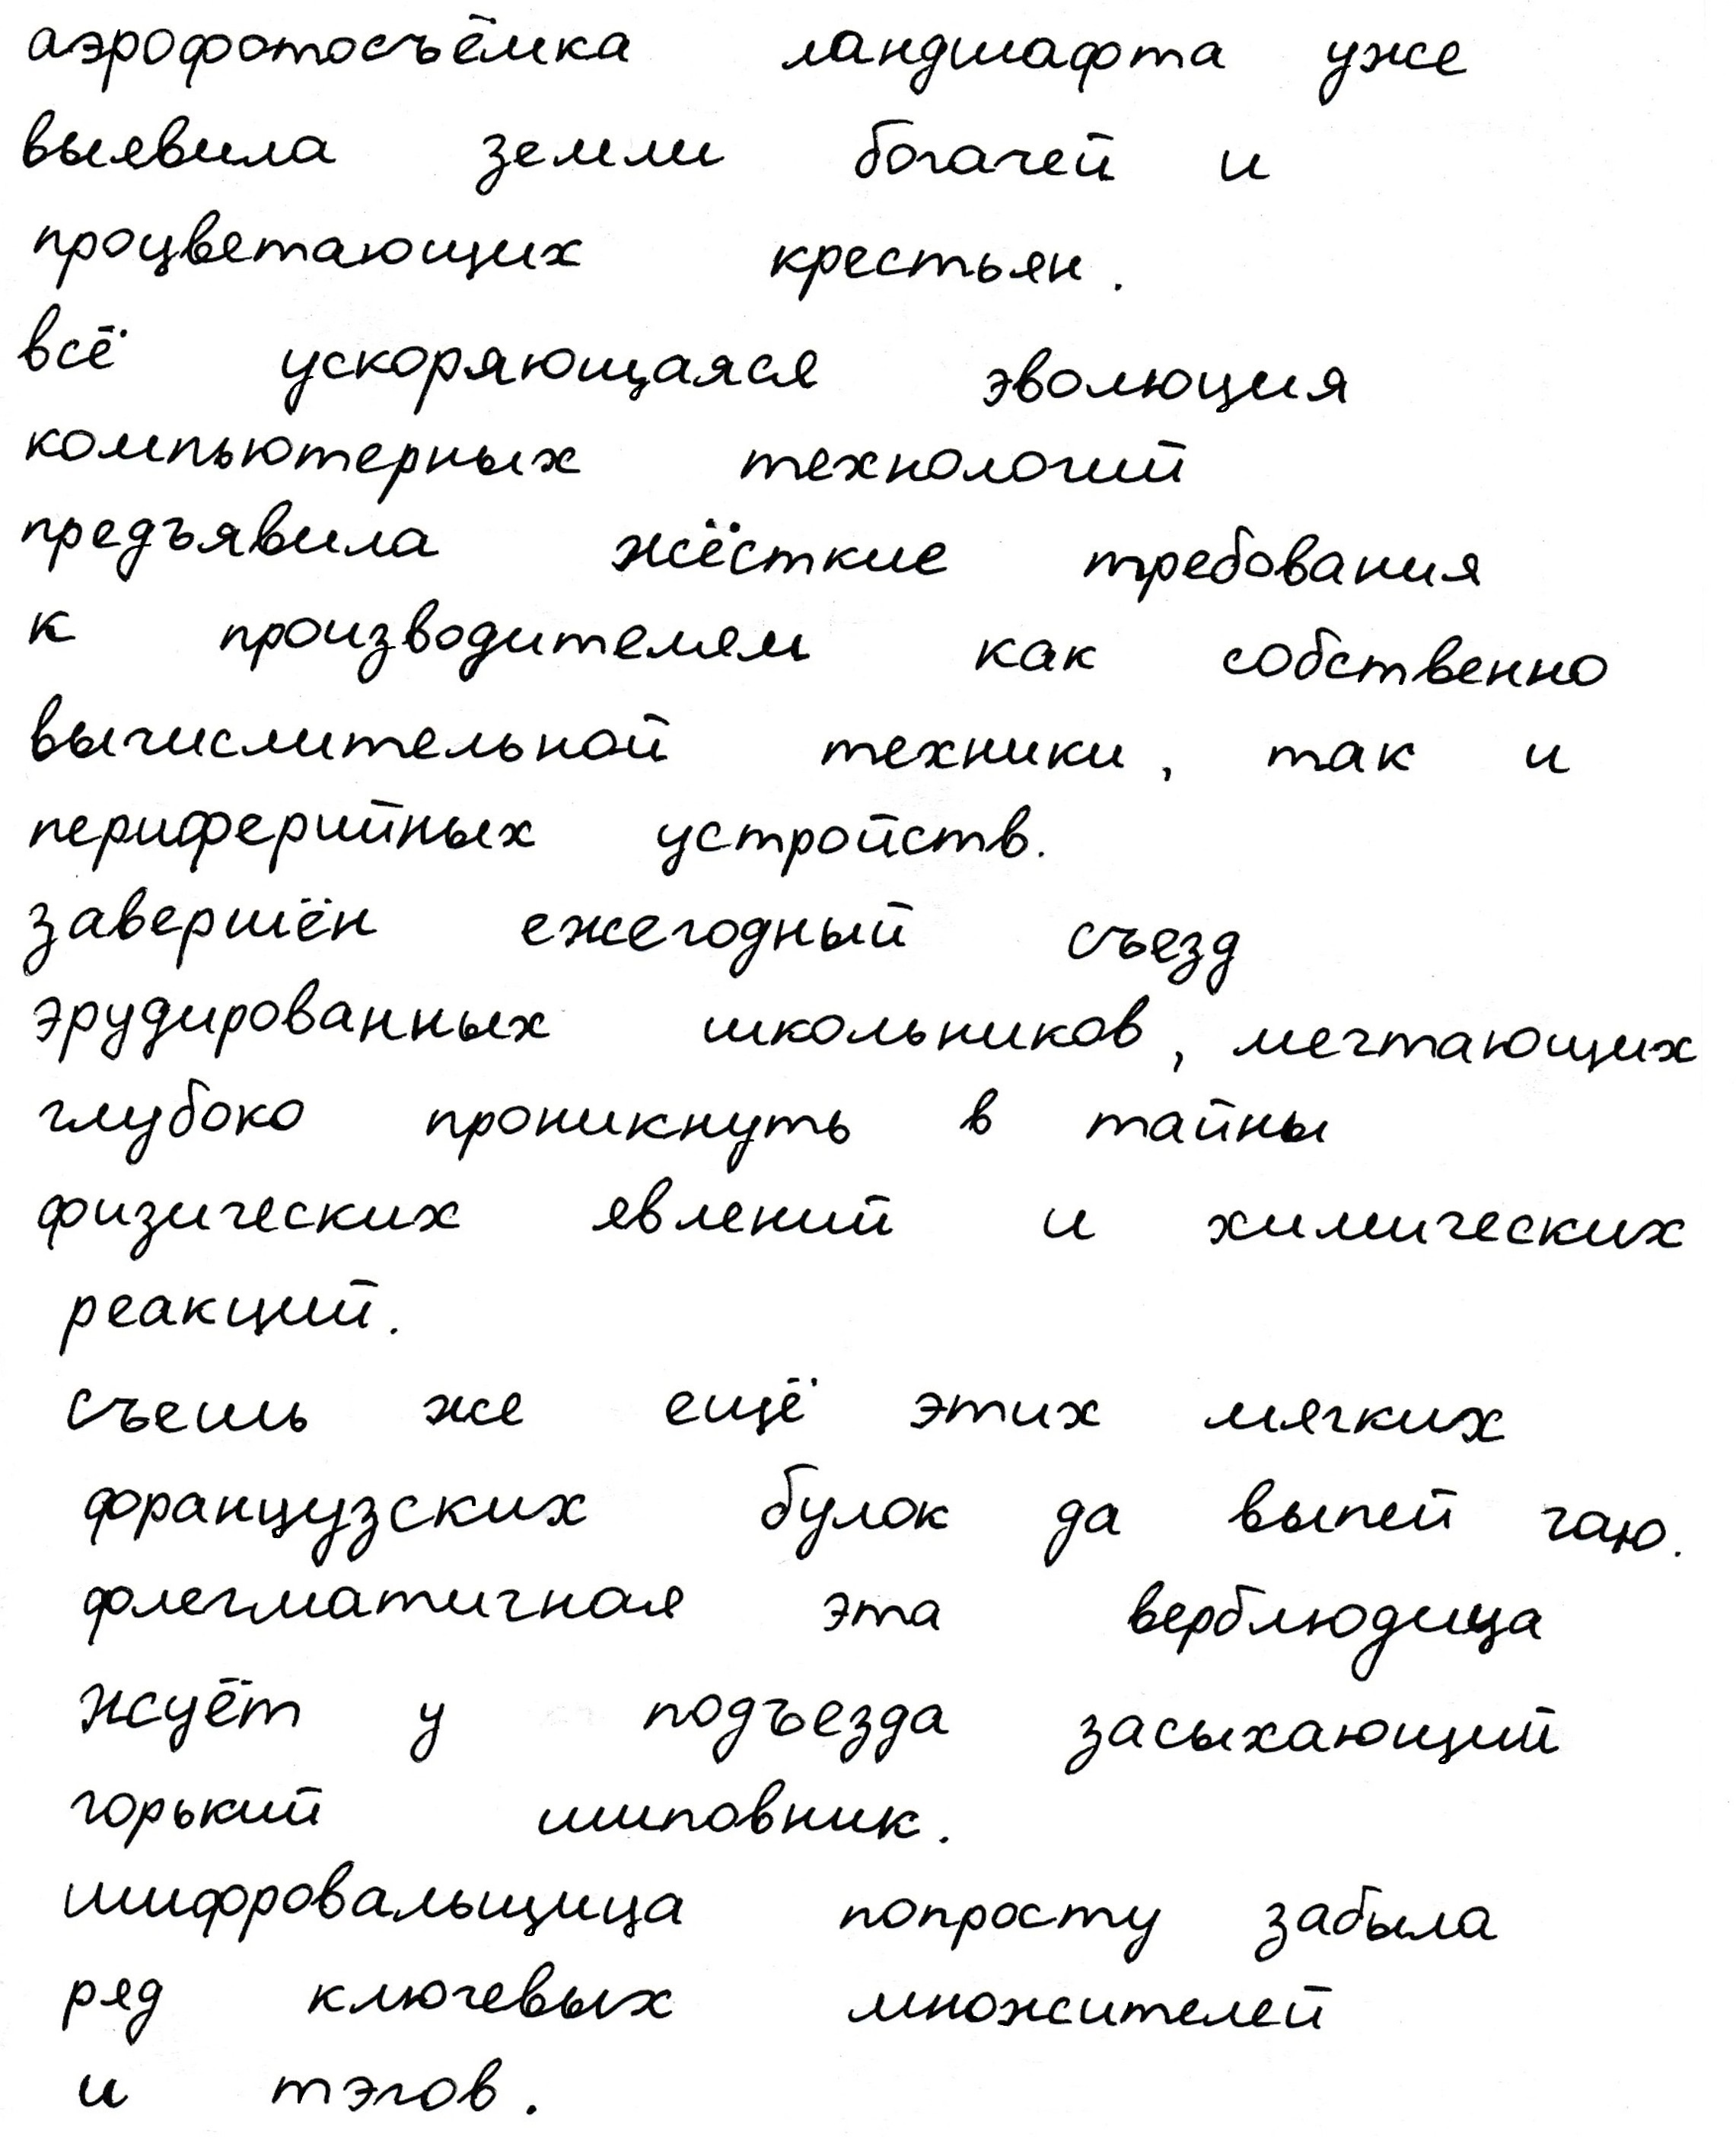 аэрофотосъёмка ландшафта уже
выявила земли богачей и
процветающих крестьян.
всё ускоряющаяся эволюция
компьютерных технологий
предъявила жёсткие требования
к производителям как собственно
вычислительной техники, так и
периферийных устройств.
завершён ежегодный съезд
эрудированных школьников, мечтающих
глубоко проникнуть в тайны
физических явлений и химических
реакций.
съешь же ещё этих мягких
французских булок да выпей чаю.
флегматичная эта верблюдица
жуёт у подъезда засыхающий
горький шиповник.
шифровальщица попросту забыла
ряд ключевых множителей
и тэгов.